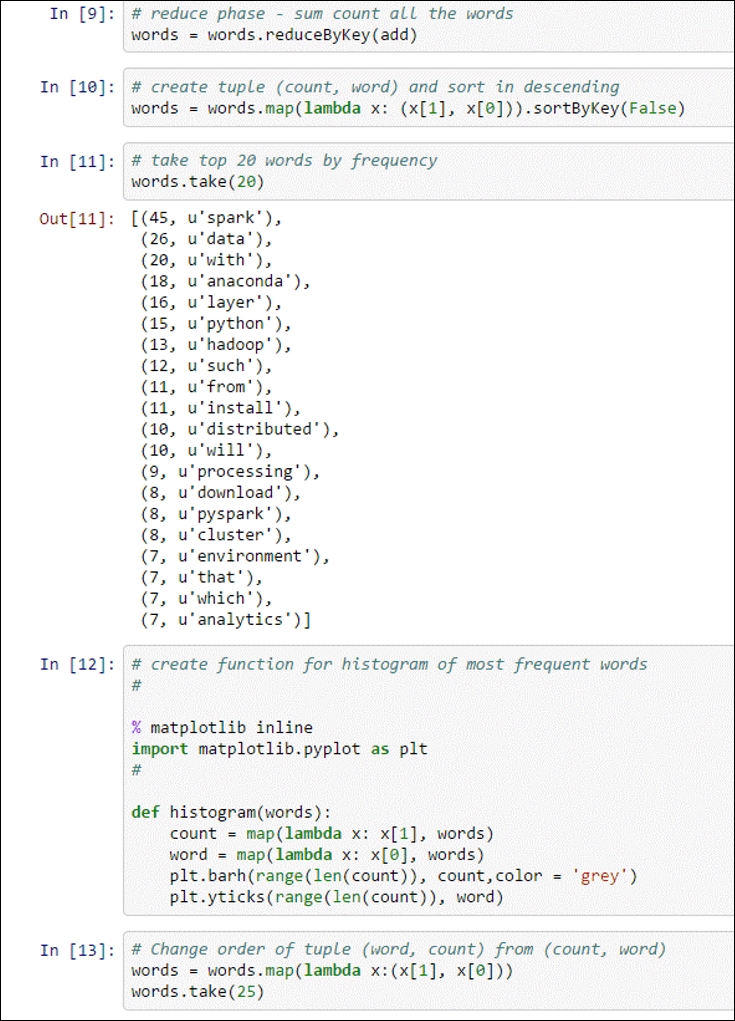 In [9]: # reduce phase - sum count all the words
words = words.reduceByKey(add)
In [10]: # create tuple (count, word) and sort in descending
words = words.map(lambda x: (x[1], x[0])).sortByKey(False)
In [11]: # take top 20 words by frequency
words.take(20)
Out[11]: [(45, u'spark'),
(26, u'data'),
(20, u'with'),
(18, u'anaconda'),
(16, u'layer'),
(15, u'python'),
(13, u'hadoop'),
(12, u'such'),
(11, u'from'),
(11, u'install'),
(10, u'distributed'),
(10, u'will'),
(9, u'processing'),
(8, u'download'),
(8, u'pyspark'),
(8, u'cluster'),
(7, u'environment'),
(7, u'that'),
(7, u'which'),
(7, u'analytics')]
In [12]: # create function for histogram of most frequent words
#
% matplotlib inline
import matplotlib.pyplot as plt
#
def histogram(words):
count = map(lambda x: x[1], words)
word = map(lambda x: x[0], words)
plt.barh(range(len(count)), count,color = 'grey')
plt.yticks(range(len(count)), word)
In [13]: # Change order of tuple (word, count) from (count, word)
words = words.map(lambda x:(x[1], x[0]))
words.take(25)